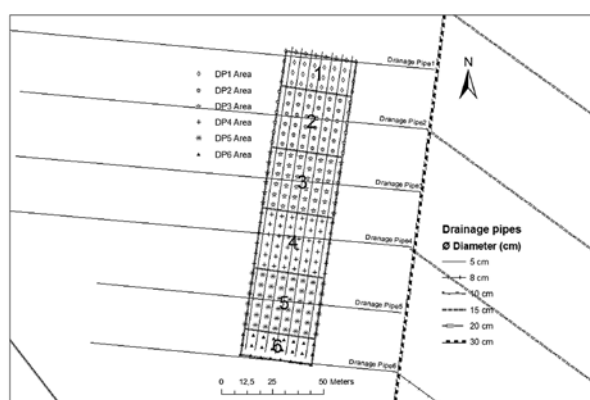 Drainage Pipe1
1
N
DP1 Area
DP2 Area
DP3 Area
DP4 Area
DP5 Area
DP6 Area
2
Drainage Pipe2
3
Drainage Pipe3
4
Drainage Pipe4
Drainage pipes
Ø Diameter (cm)
5 cm
8 cm
10 cm
15 cm
20 cm
30 cm
5
Drainage Pipe5
6
Drainage Pipe6
0 12,5 25 50 Meters